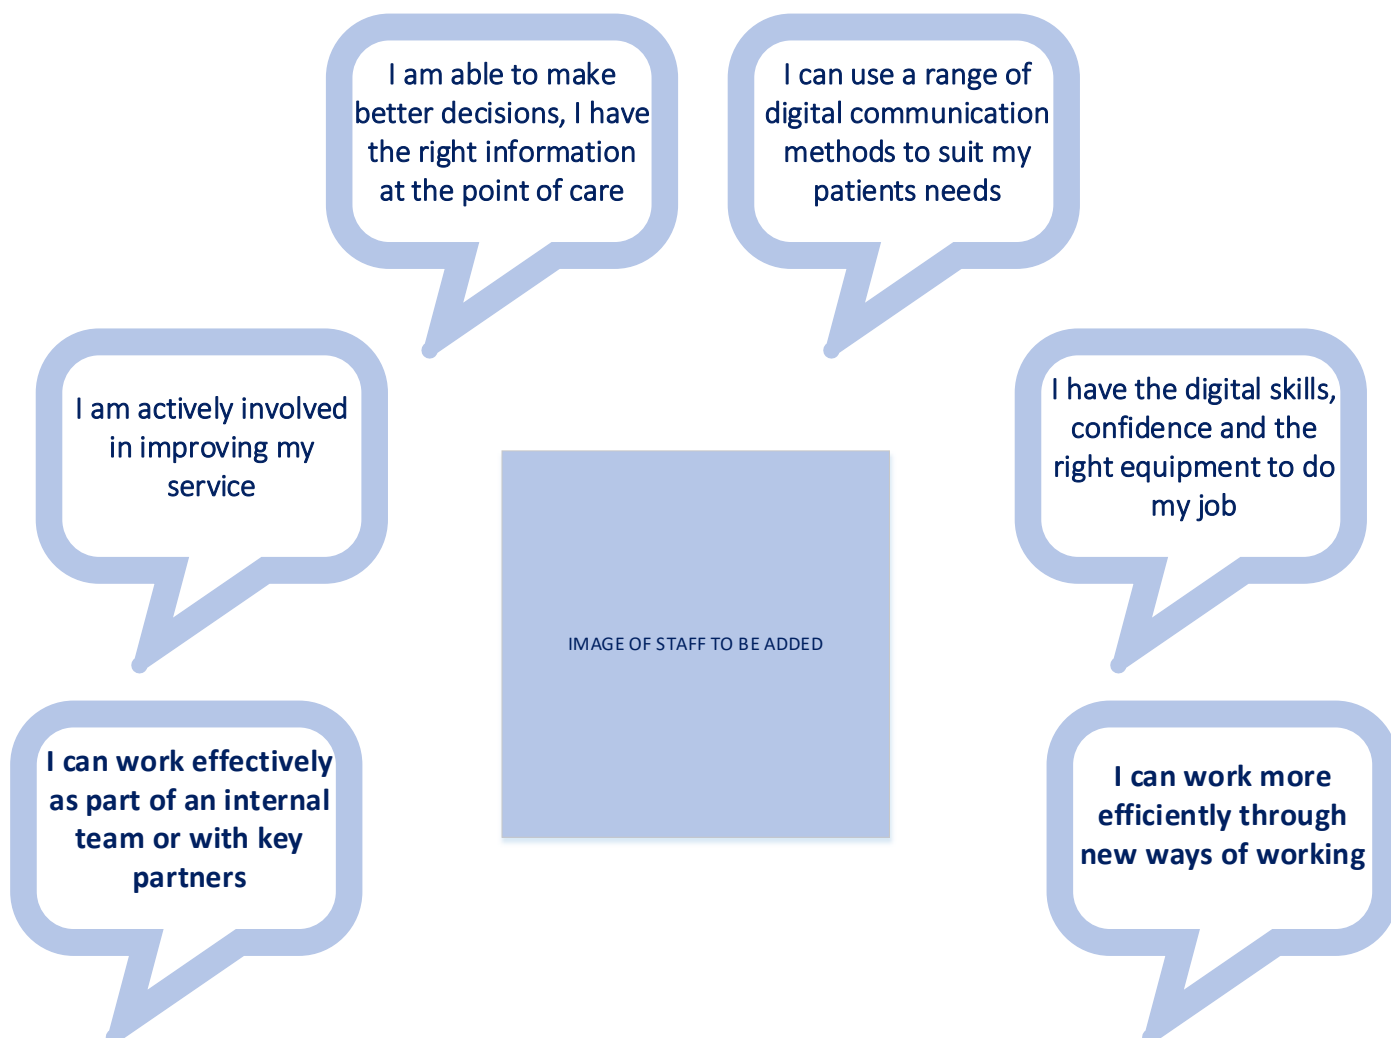 I am able to make
better decisions, I have
the right information
at the point of care
I can use a range of
digital communication
methods to suit my
patients needs
I am actively involved
in improving my
service
I have the digital skills,
confidence and the
right equipment to do
my job
IMAGE OF STAFF TO BE ADDED
I can work effectively
as part of an internal
team or with key
partners
I can work more
efficiently through
new ways of working